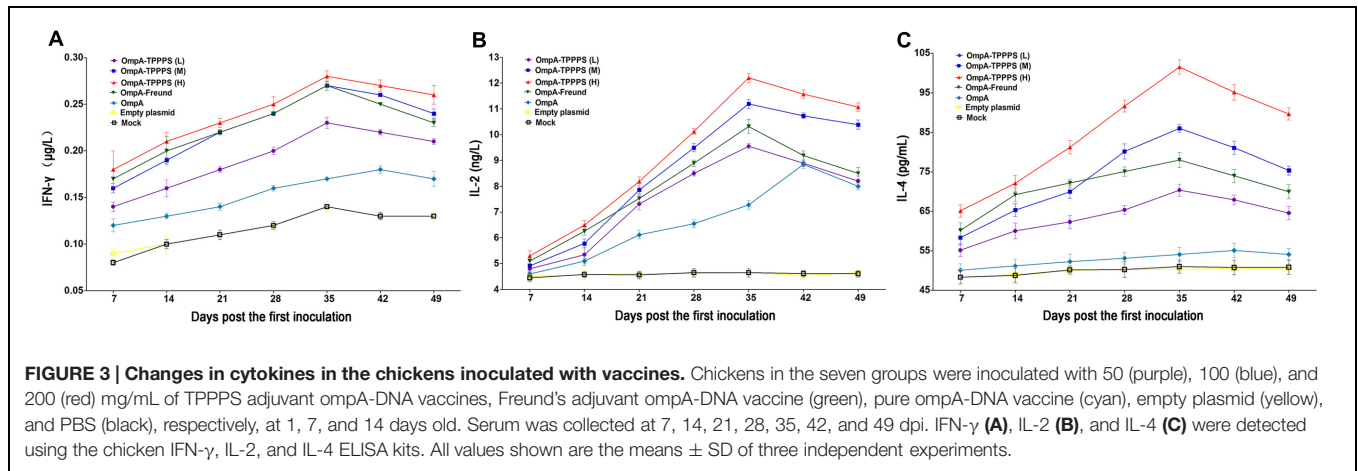 A
OmpA-TPPPS (L)
OmpA-TPPPS (M)
OmpA-TPPPS (H)
OmpA-Freund
OmpA
Empty plasmid
Mock
IFN-γ (μg/L)
0.30
0.25
0.20
0.15
0.10
0.05
7 14 21 28 35 42 49
Days post the first inoculation
B
OmpA-TPPPS (L)
OmpA-TPPPS (M)
OmpA-TPPPS (H)
OmpA-Freund
OmpA
Empty plasmid
Mock
IL-2 (ng/L)
13
12
11
10
9
8
7
6
5
4
7 14 21 28 35 42 49
Days post the first inoculation
C
OmpA-TPPPS (L)
OmpA-TPPPS (M)
OmpA-TPPPS (H)
OmpA-Freund
OmpA
Empty plasmid
Mock
IL-4 (pg/mL)
105
95
85
75
65
55
45
7 14 21 28 35 42 49
Days post the first inoculation
FIGURE 3 | Changes in cytokines in the chickens inoculated with vaccines. Chickens in the seven groups were inoculated with 50 (purple), 100 (blue), and
200 (red) mg/mL of TPPPS adjuvant ompA-DNA vaccines, Freund's adjuvant ompA-DNA vaccine (green), pure ompA-DNA vaccine (cyan), empty plasmid (yellow),
and PBS (black), respectively, at 1, 7, and 14 days old. Serum was collected at 7, 14, 21, 28, 35, 42, and 49 dpi. IFN-γ (A), IL-2 (B), and IL-4 (C) were detected
using the chicken IFN-γ, IL-2, and IL-4 ELISA kits. All values shown are the means ± SD of three independent experiments.